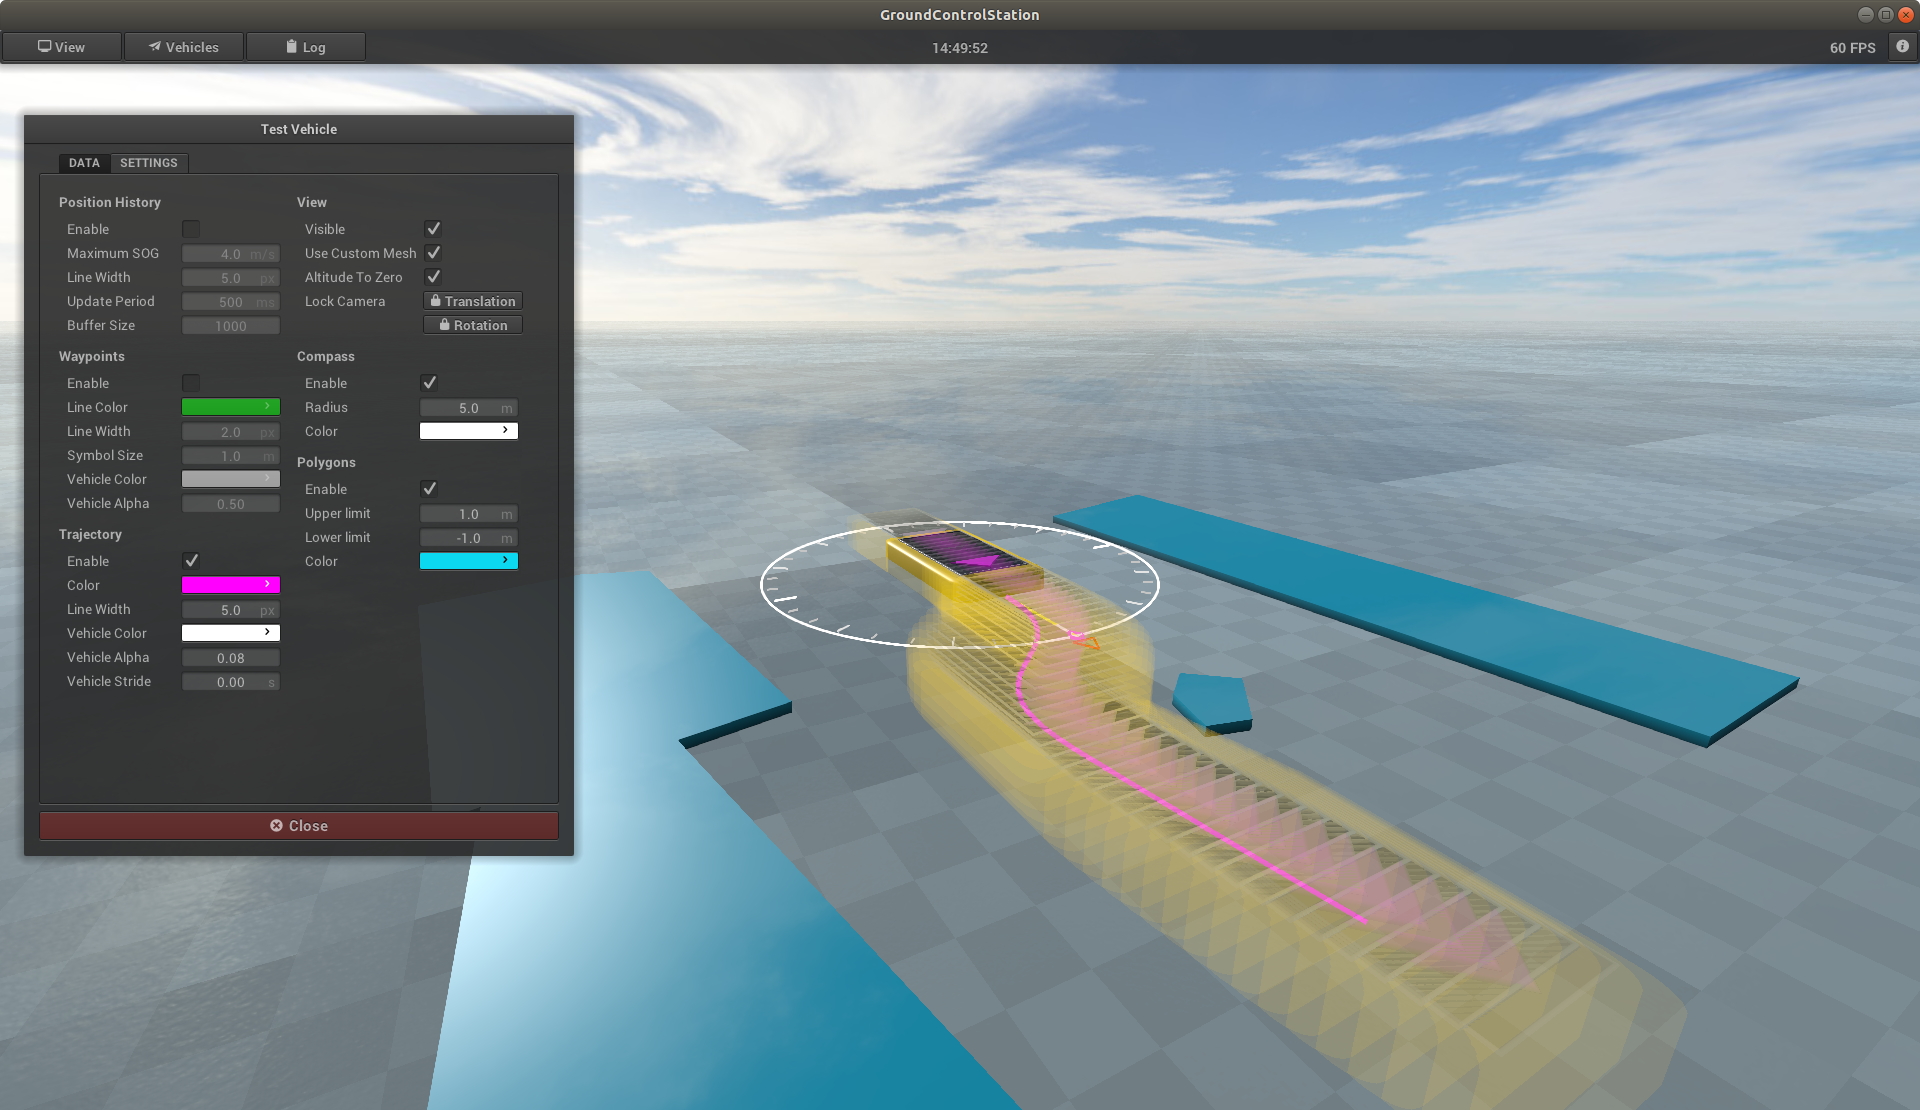 GroundControlStation
View
Vehicles
Log
14:49:52
60 FPS
Test Vehicle
DATA
SETTINGS
Position History
Enable
Maximum SOG 4.0 m/s
Line Width 5.0 px
Update Period 500 ms
Buffer Size 1000
Waypoints
Enable
Line Color
Line Width 2.0 px
Symbol Size 1.0 m
Vehicle Color
Vehicle Alpha 0.50
Trajectory
Enable
Color
Line Width 5.0 px
Vehicle Color
Vehicle Alpha 0.08
Vehicle Stride 0.00 s
View
Visible
Use Custom Mesh
Altitude To Zero
Lock Camera Translation
Rotation
Compass
Enable
Radius 5.0 m
Color
Polygons
Enable
Upper limit 1.0 m
Lower limit -1.0 m
Color
Close